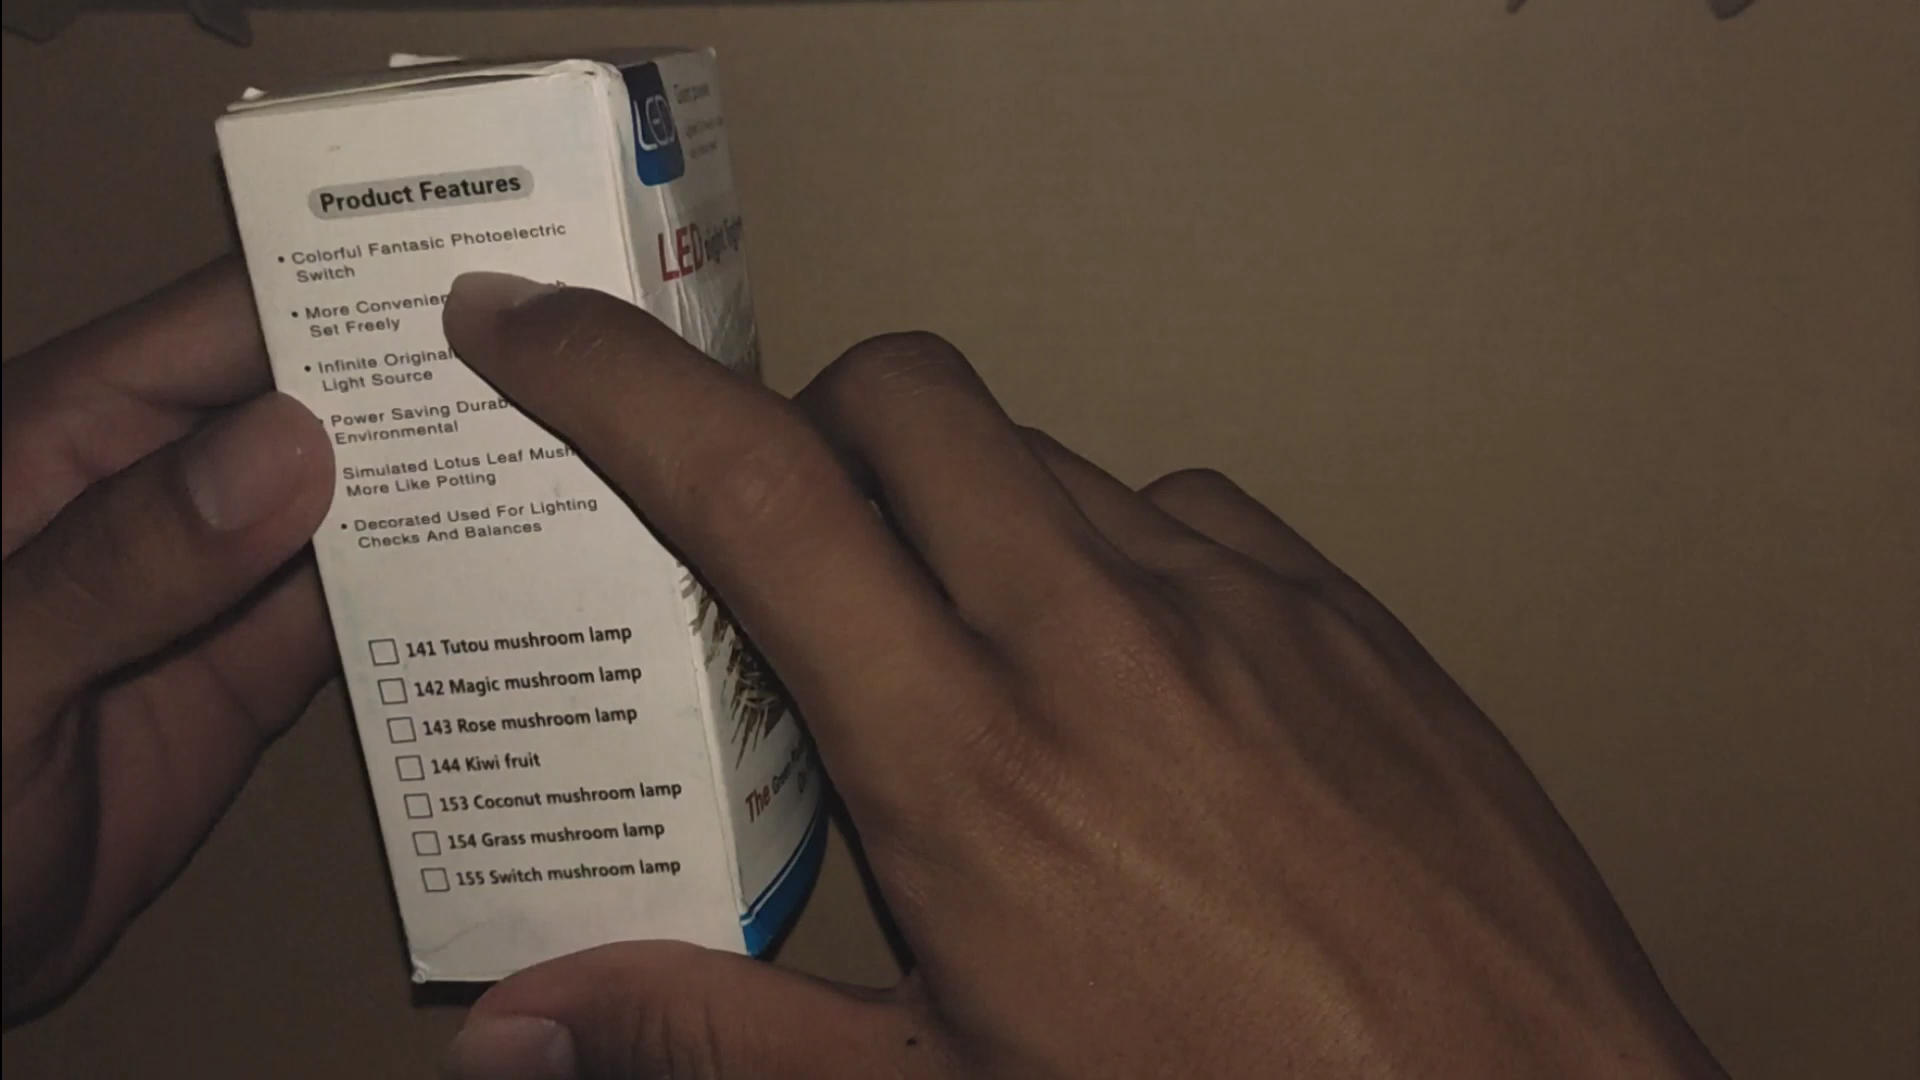 Product Features
• Colorful Fantasic Photoelectric
Switch
• More
Set Freely
• Infinite Original
Light Source
Power Saving
Environmental
Simulated Lotus Leaf
More Like Potting
• Decorated Used For Lighting
Checks And Balances
141 Tutou mushroom lamp
142 Magic mushroom lamp
143 Rose mushroom lamp
144 Kiwi fruit
153 Coconut mushroom lamp
154 Grass mushroom lamp
155 Switch mushroom lamp
LED
LED night light
The